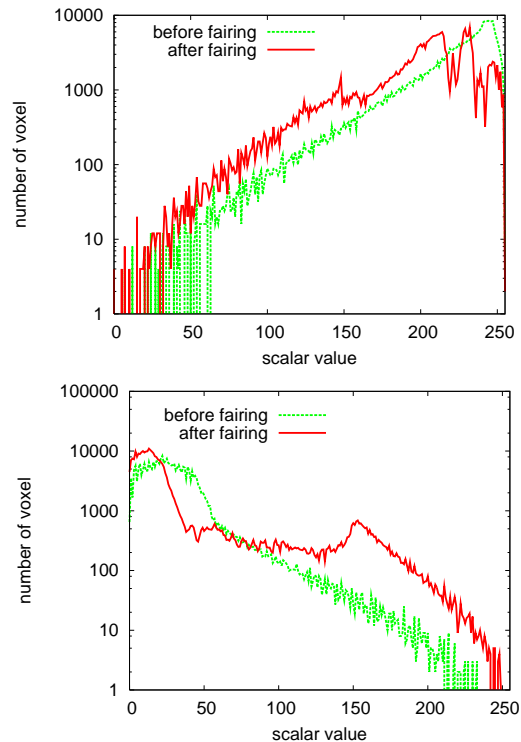 before fairing
after fairing
10000
1000
100
10
1
number of voxel
0 50 100 150 200 250
scalar value
100000
before fairing
after fairing
10000
1000
100
10
1
number of voxel
0 50 100 150 200 250
scalar value